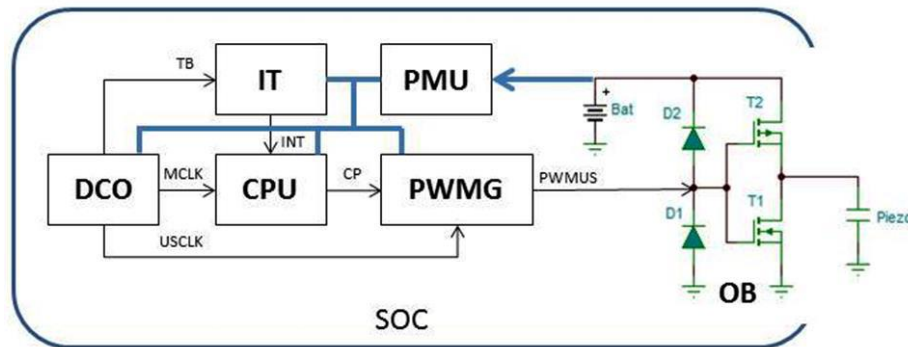 TB
IT
PMU
+
Bat
D2
T2
INT
DCO
MCLK
CPU
CP
PWMG
PWMUS
D1
T1
Piezo
USCLK
OB
SOC